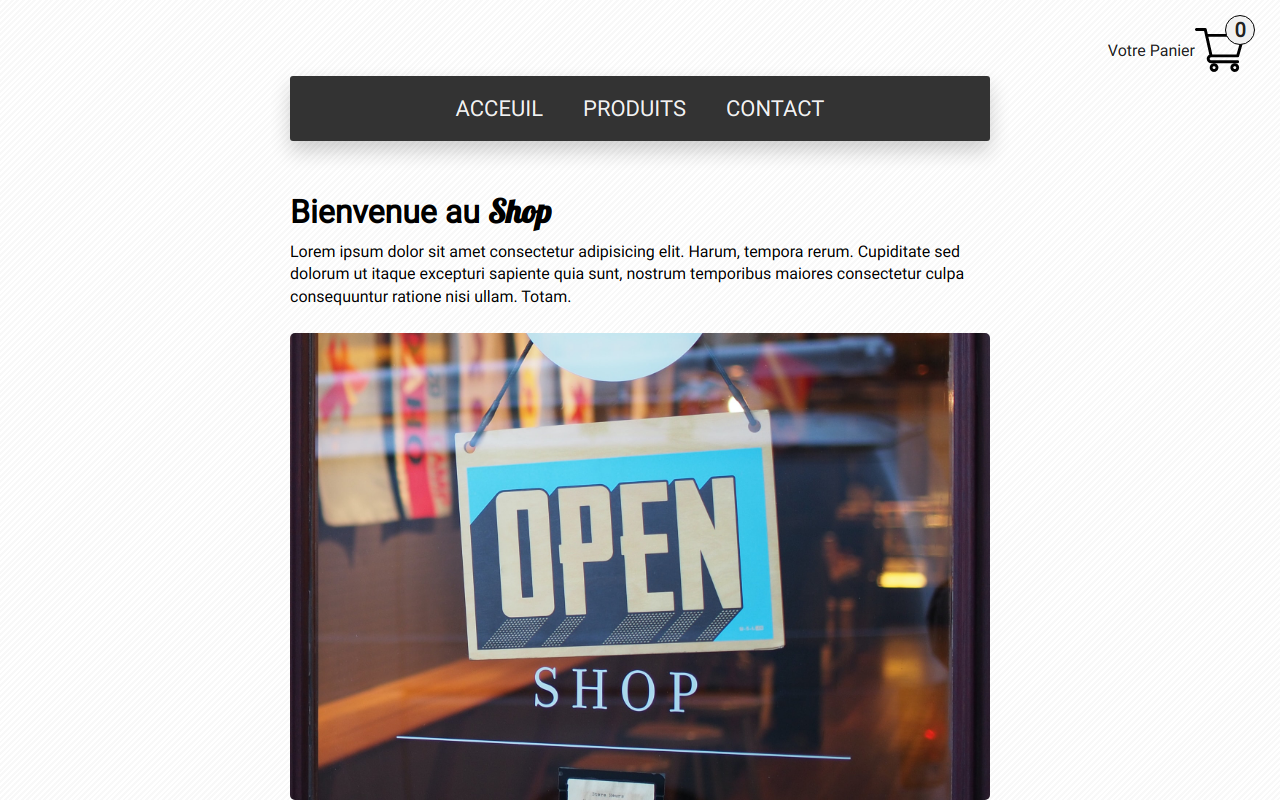 Votre Panier 0
ACCEUIL PRODUITS CONTACT
Bienvenue au Shop
Lorem ipsum dolor sit amet consectetur adipisicing elit. Harum, tempora rerum. Cupiditate sed
dolorum ut itaque excepturi sapiente quia sunt, nostrum temporibus maiores consectetur culpa
consequuntur ratione nisi ullam. Totam.
OPEN
SHOP